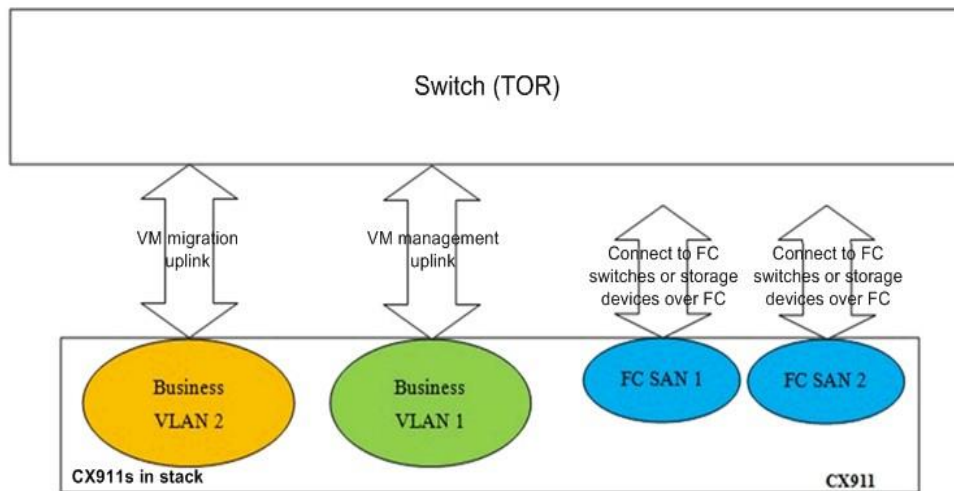 Switch (TOR)
VM migration
uplink
VM management
uplink
Connect to FC
switches or storage
devices over FC
Connect to FC
switches or storage
devices over FC
Business
VLAN 2
Business
VLAN 1
FC SAN 1
FC SAN 2
CX911s in stack
CX911